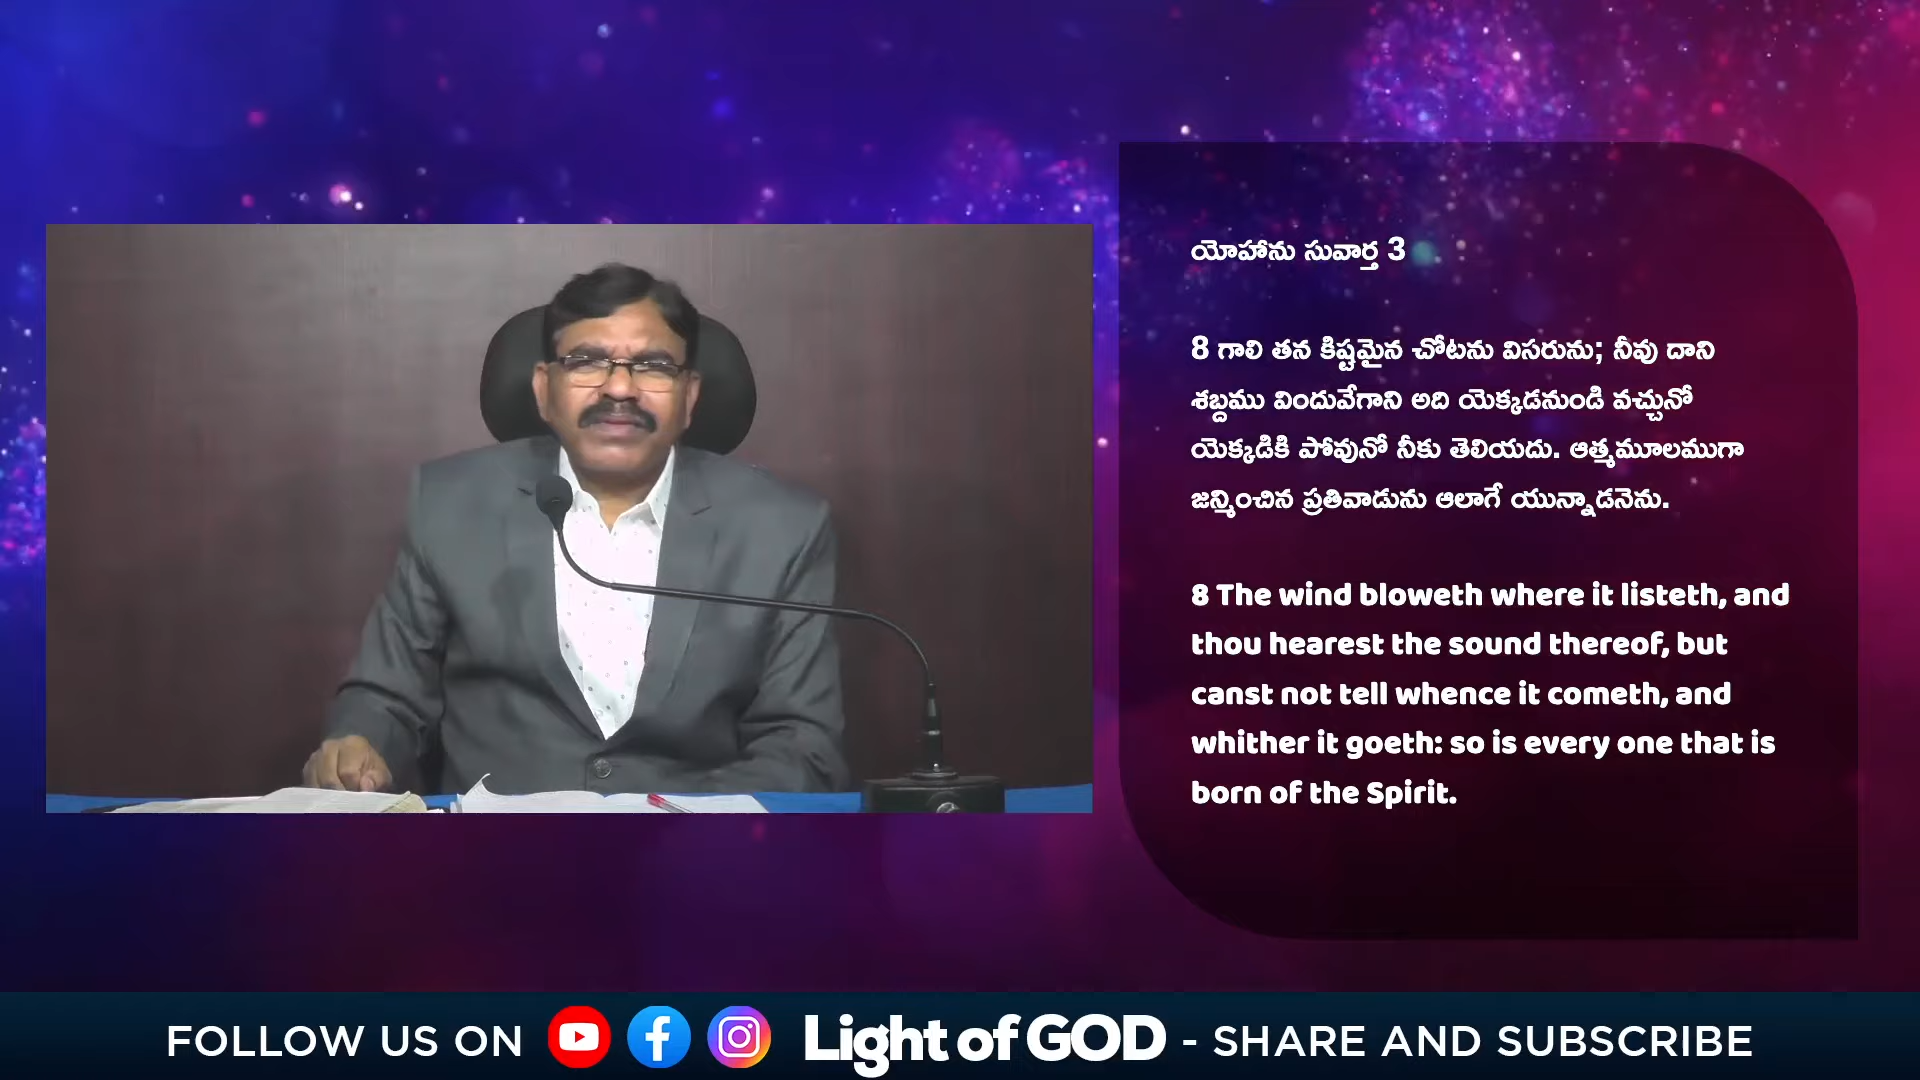 యోహాను సువార్త 3
8 గాలి తన కిష్టమైన చోటను విసరును; నీవు దాని
శబ్దము విందువేగాని అది యెక్కడనుండి వచ్చునో
యెక్కడికి పోవునో నీకు తెలియదు. ఆత్మమూలముగా
జన్మించిన ప్రతివాడును ఆలాగే యున్నాడనెను.
8 The wind bloweth where it listeth, and
thou hearest the sound thereof, but
canst not tell whence it cometh, and
whither it goeth: so is every one that is
born of the Spirit.
FOLLOW US ON Light of GOD - SHARE AND SUBSCRIBE